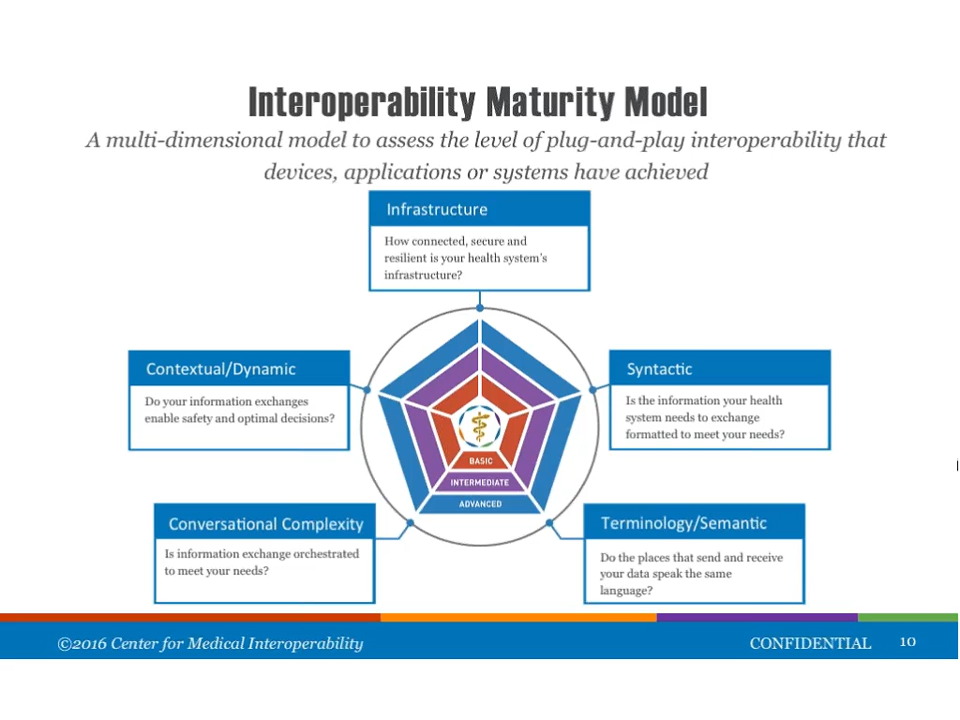 Interoperability Maturity Model
A multi-dimensional model to assess the level of plug-and-play interoperability that
devices, applications or systems have achieved
Infrastructure
How connected, secure and
resilient is your health system's
infrastructure?
Contextual/Dynamic
Do your information exchanges
enable safety and optimal decisions?
Syntactic
Is the information your health
system needs to exchange
formatted to meet your needs?
BASIC
INTERMEDIATE
ADVANCED
Conversational Complexity
Is information exchange orchestrated
to meet your needs?
Terminology/Semantic
Do the places that send and receive
your data speak the same
language?
©2016 Center for Medical Interoperability
CONFIDENTIAL 10